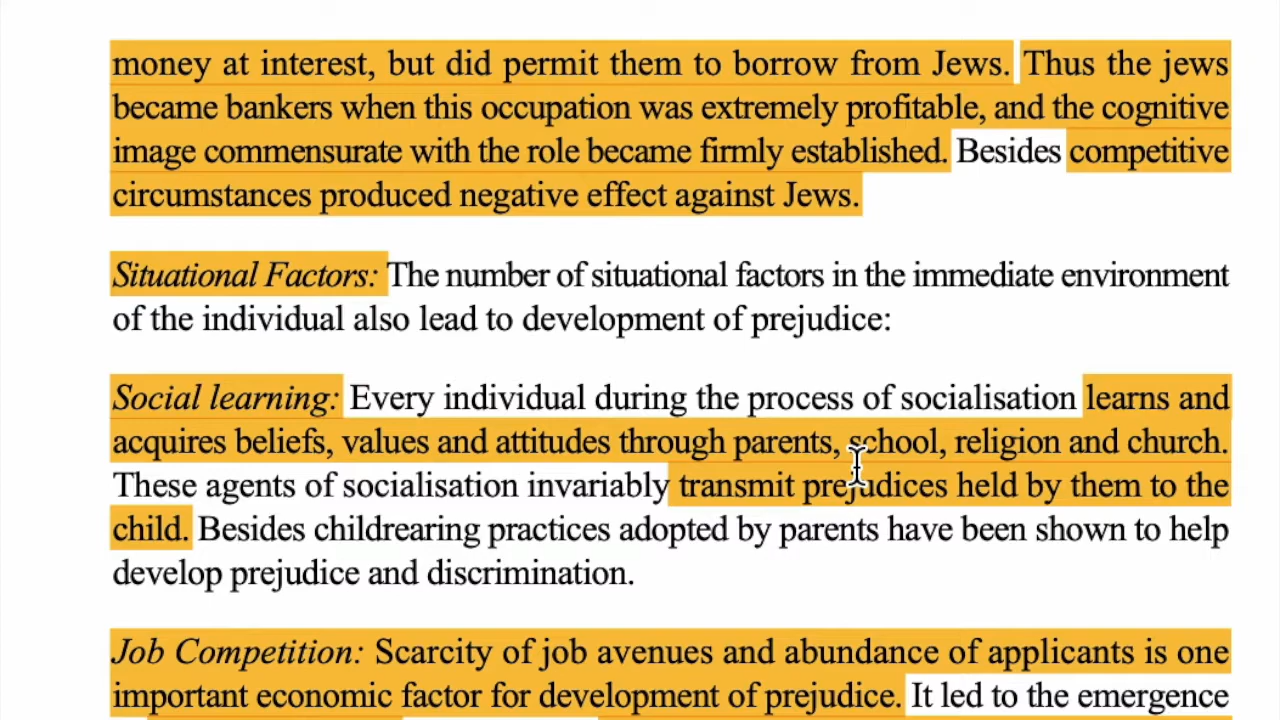 money at interest, but did permit them to borrow from Jews. Thus the jews
became bankers when this occupation was extremely profitable, and the cognitive
image commensurate with the role became firmly established. Besides competitive
circumstances produced negative effect against Jews.
Situational Factors: The number of situational factors in the immediate environment
of the individual also lead to development of prejudice:
Social learning: Every individual during the process of socialisation learns and
acquires beliefs, values and attitudes through parents, school, religion and church.
These agents of socialisation invariably transmit prejudices held by them to the
child. Besides childrearing practices adopted by parents have been shown to help
develop prejudice and discrimination.
Job Competition: Scarcity of job avenues and abundance of applicants is one
important economic factor for development of prejudice. It led to the emergence